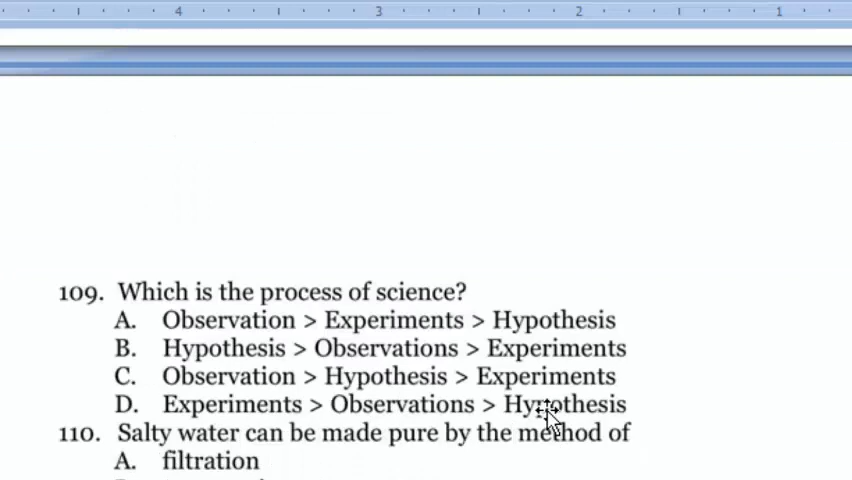 4 3 2 1
109. Which is the process of science?
A. Observation > Experiments > Hypothesis
B. Hypothesis > Observations > Experiments
C. Observation > Hypothesis > Experiments
D. Experiments > Observations > Hypothesis
110. Salty water can be made pure by the method of
A. filtration